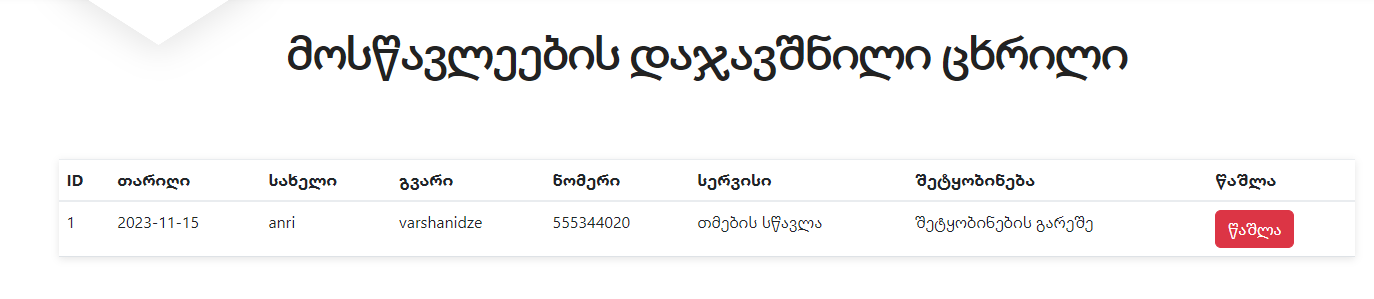 მოსწავლეების დაჯავშნილი ცხრილი
ID თარიღი სახელი გვარი ნომერი სერვისი შეტყობინება წაშლა
1 2023-11-15 anri varshanidze 555344020 თმების სწავლა შეტყობინების გარეშე წაშლა